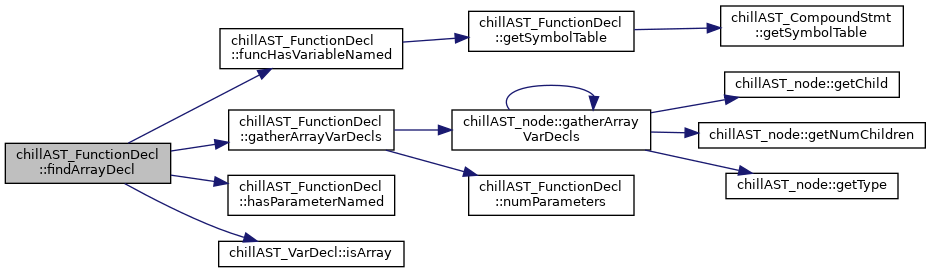 chillAST_FunctionDecl
::findArrayDecl
chillAST_FunctionDecl
::funcHasVariableNamed
chillAST_FunctionDecl
::getSymbolTable
chillAST_CompoundStmt
::getSymbolTable
chillAST_FunctionDecl
::gatherArrayVarDecls
chillAST_node::gatherArray
VarDecls
chillAST_node::getChild
chillAST_node::getNumChildren
chillAST_node::getType
chillAST_FunctionDecl
::numParameters
chillAST_FunctionDecl
::hasParameterNamed
chillAST_VarDecl::isArray